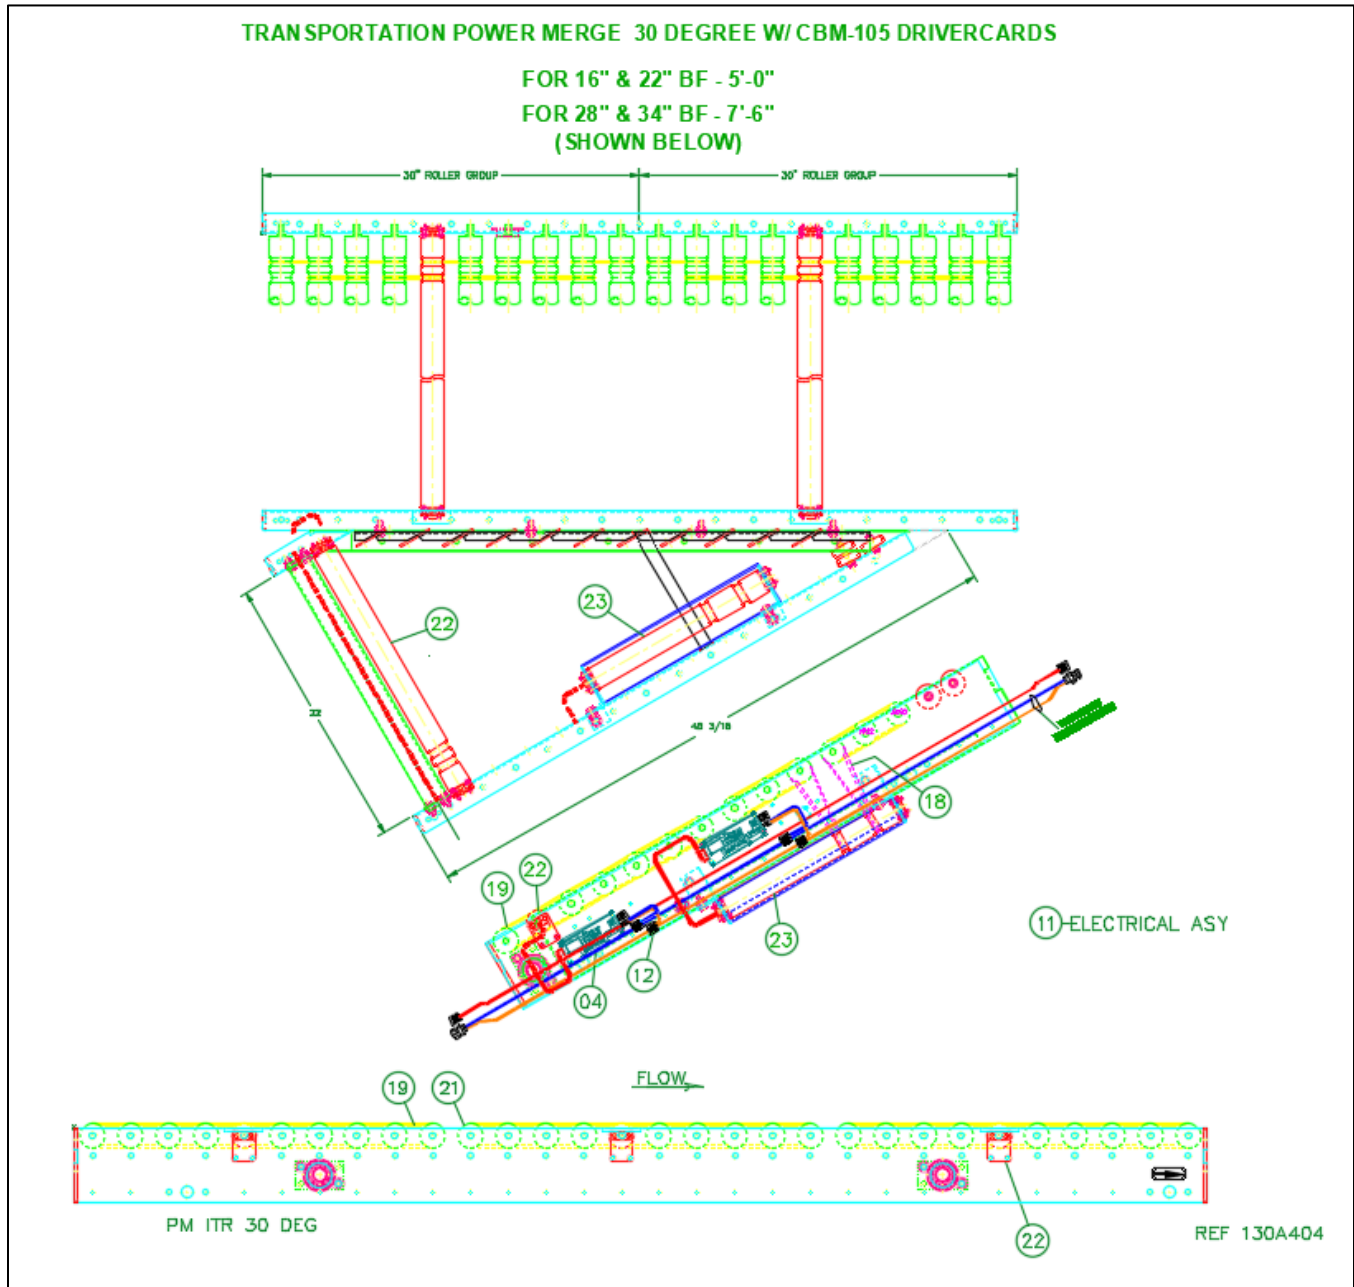 TRANSPORTATION POWER MERGE 30 DEGREE W/ CBM-105 DRIVERCARDS
FOR 16" & 22" BF - 5'-0"
FOR 28" & 34" BF - 7'-6"
(SHOWN BELOW)
30" ROLLER GROUP
30" ROLLER GROUP
23
22
22
48 3/16
18
22
19
23
11 ELECTRICAL ASY
12
04
FLOW
19
21
PM ITR 30 DEG
22
REF 130A404